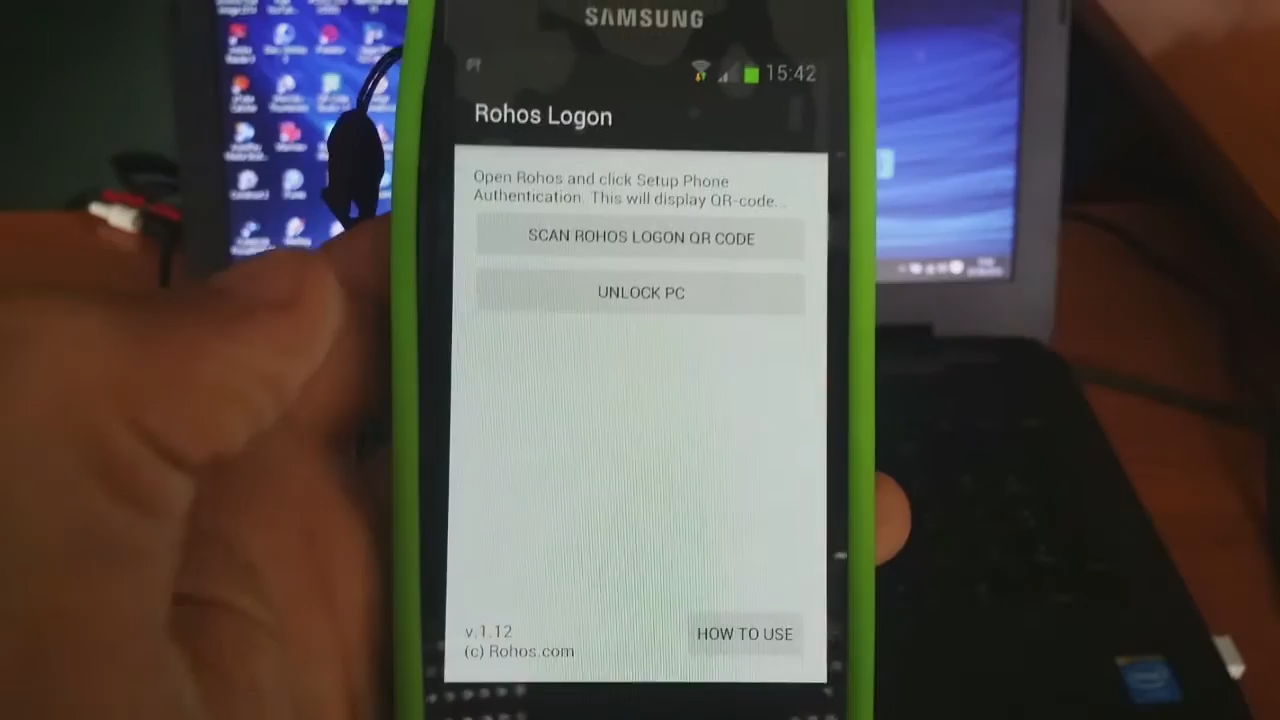 SAMSUNG
15:42
Rohos Logon
Open Rohos and click Setup Phone
Authentication. This will display QR-code.
SCAN ROHOS LOGON QR CODE
UNLOCK PC
v.1.12
(c) Rohos.com
HOW TO USE